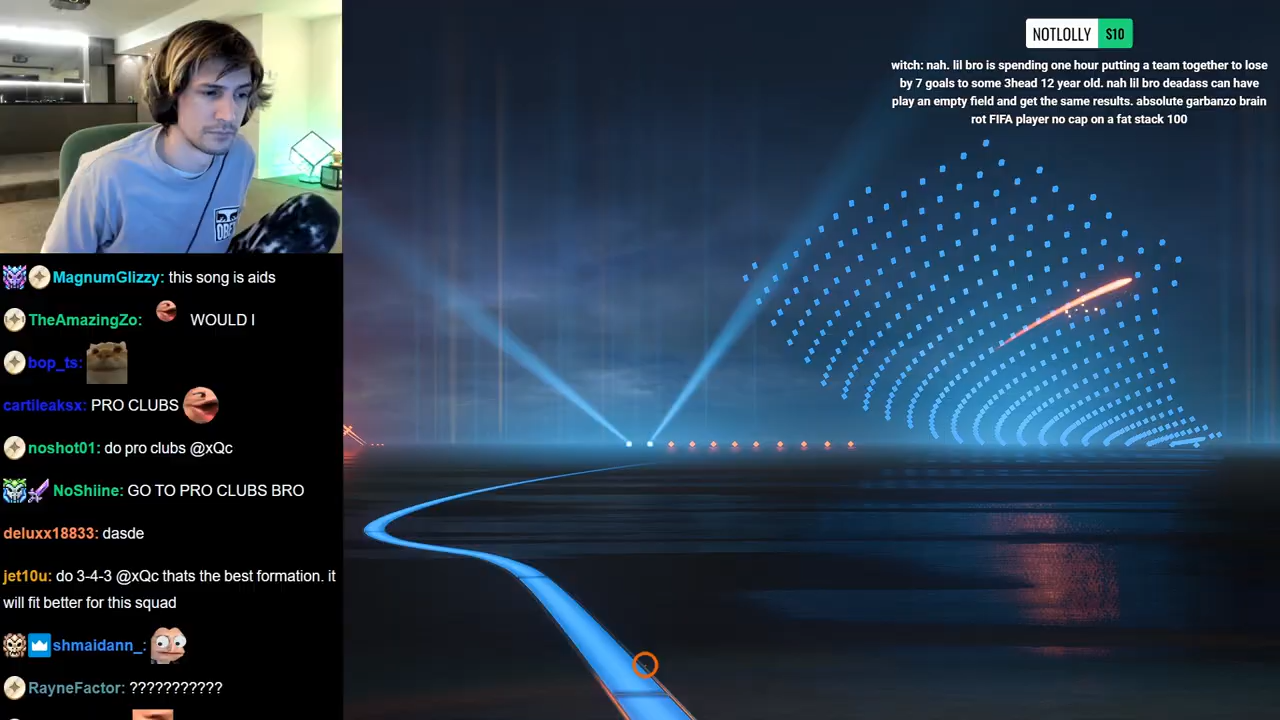 NOTLOLLY $10
witch: nah. lil bro is spending one hour putting a team together to lose
by 7 goals to some 3head 12 year old. nah lil bro deadass can have
play an empty field and get the same results. absolute garbanzo brain
rot FIFA player no cap on a fat stack 100
OBEY
MagnumGlizzy: this song is aids
TheAmazingZo: WOULD I
bop_ts:
cartileaksx: PRO CLUBS
noshot01: do pro clubs @xQc
NoShiine: GO TO PRO CLUBS BRO
deluxx18833: dasde
jet10u: do 3-4-3 @xQc thats the best formation. it
will fit better for this squad
shmaidann_:
RayneFactor: ???????????